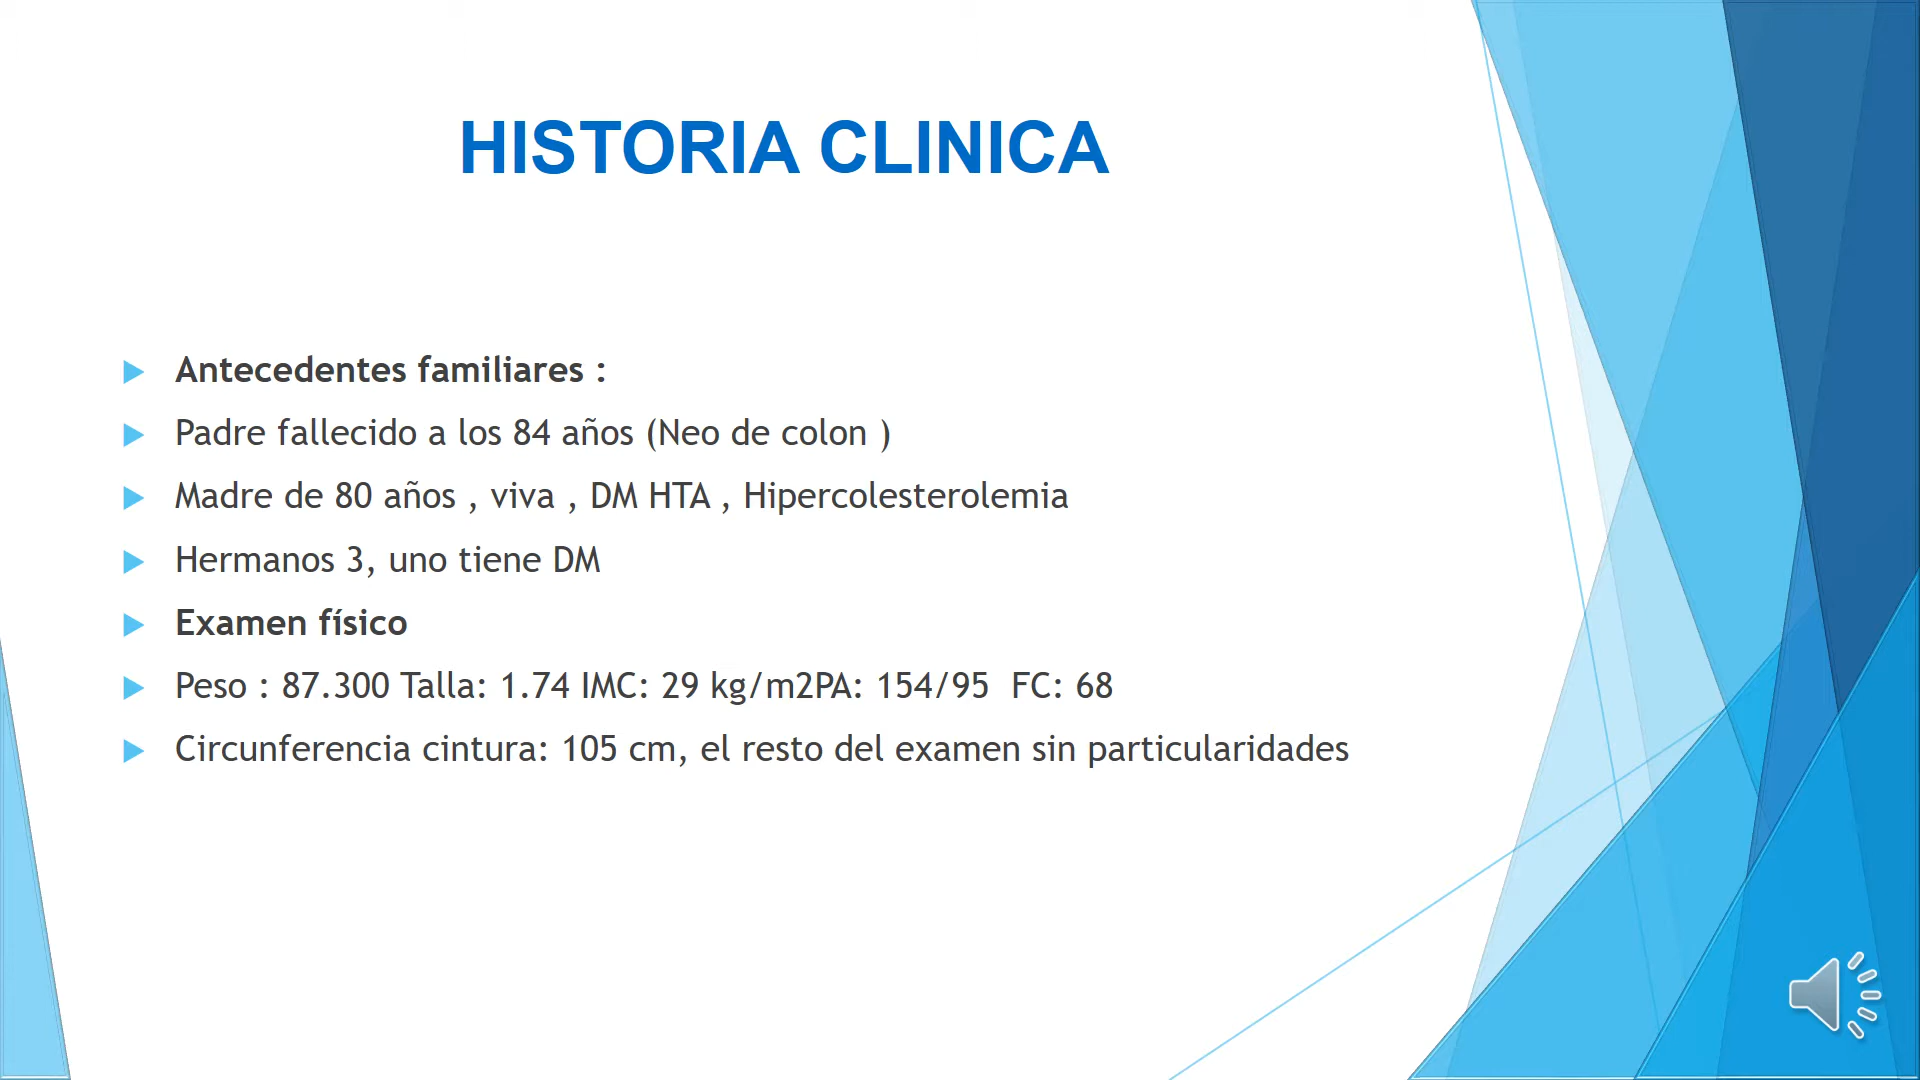 HISTORIA CLINICA
Antecedentes familiares :
Padre fallecido a los 84 años (Neo de colon )
Madre de 80 años , viva , DM HTA , Hipercolesterolemia
Hermanos 3, uno tiene DM
Examen físico
Peso : 87.300 Talla: 1.74 IMC: 29 kg/m2PA: 154/95  FC: 68
Circunferencia cintura: 105 cm, el resto del examen sin particularidades